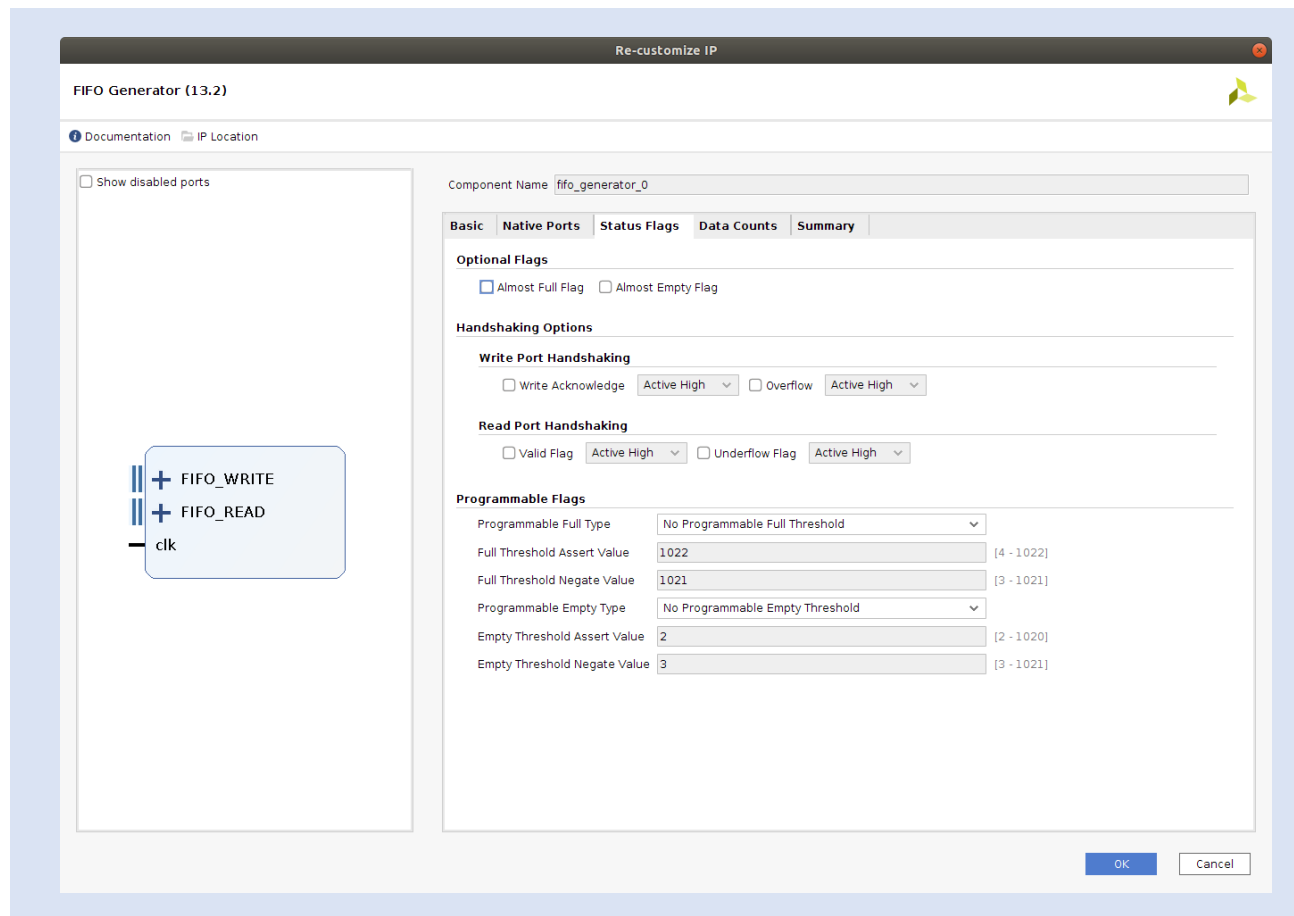 Re-customize IP
FIFO Generator (13.2)
Documentation IP Location
Show disabled ports
FIFO_WRITE
FIFO_READ
clk
Component Name fifo_generator_0
Basic Native Ports Status Flags Data Counts Summary
Optional Flags
Almost Full Flag Almost Empty Flag
Handshaking Options
Write Port Handshaking
Write Acknowledge Active High Overflow Active High
Read Port Handshaking
Valid Flag Active High Underflow Flag Active High
Programmable Flags
Programmable Full Type No Programmable Full Threshold
Full Threshold Assert Value 1022 [4 - 1022]
Full Threshold Negate Value 1021 [3 - 1021]
Programmable Empty Type No Programmable Empty Threshold
Empty Threshold Assert Value 2 [2 - 1020]
Empty Threshold Negate Value 3 [3 - 1021]
OK Cancel